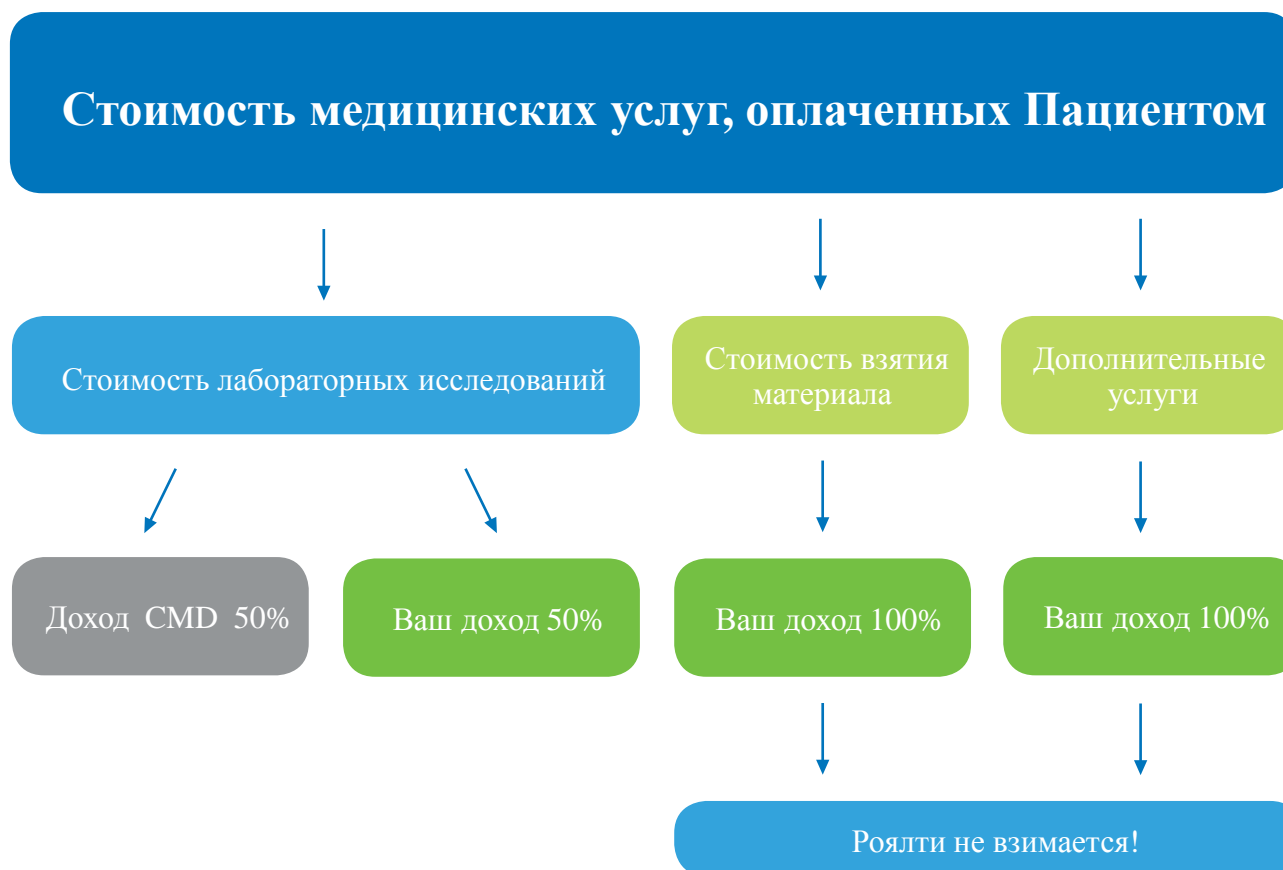 Стоимость медицинских услуг, оплаченных Пациентом
Стоимость лабораторных исследований
Стоимость взятия
материала
Дополнительные
услуги
Доход CMD 50%
Ваш доход 50%
Ваш доход 100%
Ваш доход 100%
Роялти не взимается!